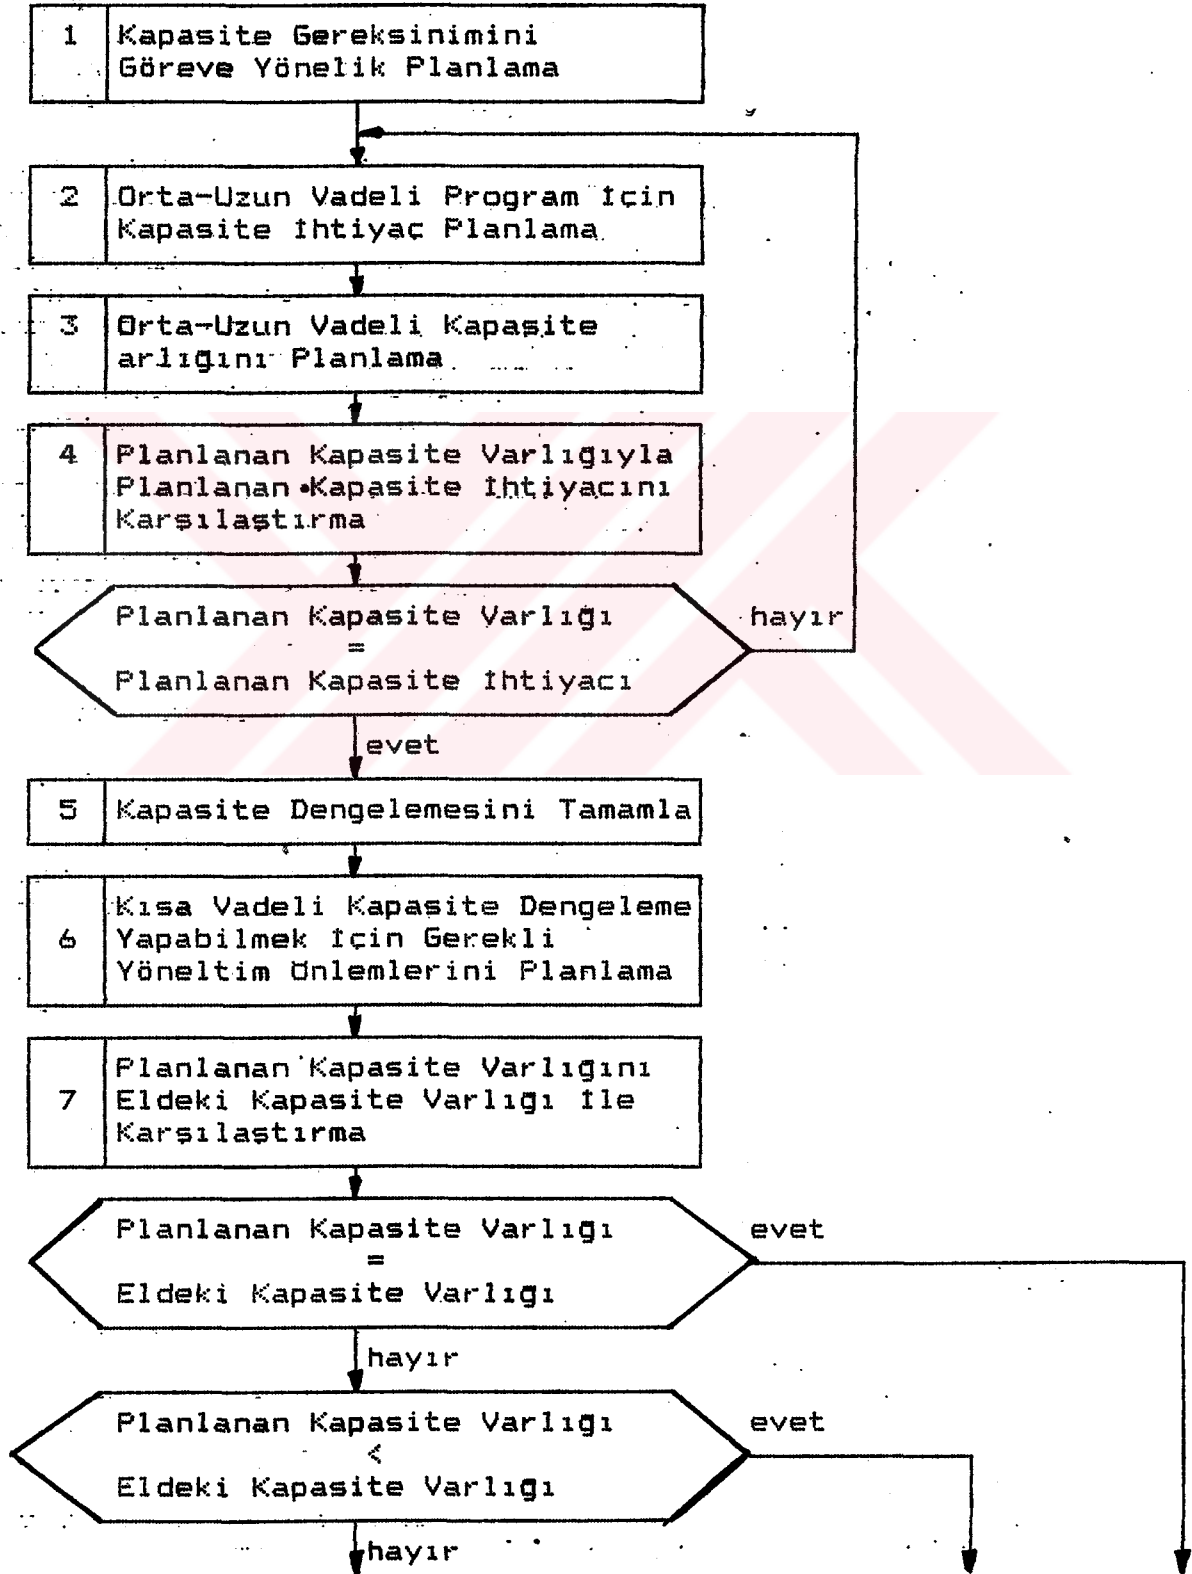 1 Kapasite Gereksinimini
Göreve Yönelik Planlama
2 Orta-Uzun Vadeli Program İçin
Kapasite İhtiyaç Planlama
3 Orta-Uzun Vadeli Kapasite
arlığını Planlama
4 Planlanan Kapasite Varlığıyla
Planlanan Kapasite İhtiyacını
Karşılaştırma
Planlanan Kapasite Varlığı
=
Planlanan Kapasite İhtiyacı
hayır
evet
5 Kapasite Dengelemesini Tamamla
6 Kısa Vadeli Kapasite Dengeleme
Yapabilmek İçin Gerekli
Yöneltim Önlemlerini Planlama
7 Planlanan Kapasite Varlığını
Eldeki Kapasite Varlığı İle
Karşılaştırma
Planlanan Kapasite Varlığı
=
Eldeki Kapasite Varlığı
evet
hayır
Planlanan Kapasite Varlığı
<
Eldeki Kapasite Varlığı
evet
hayır